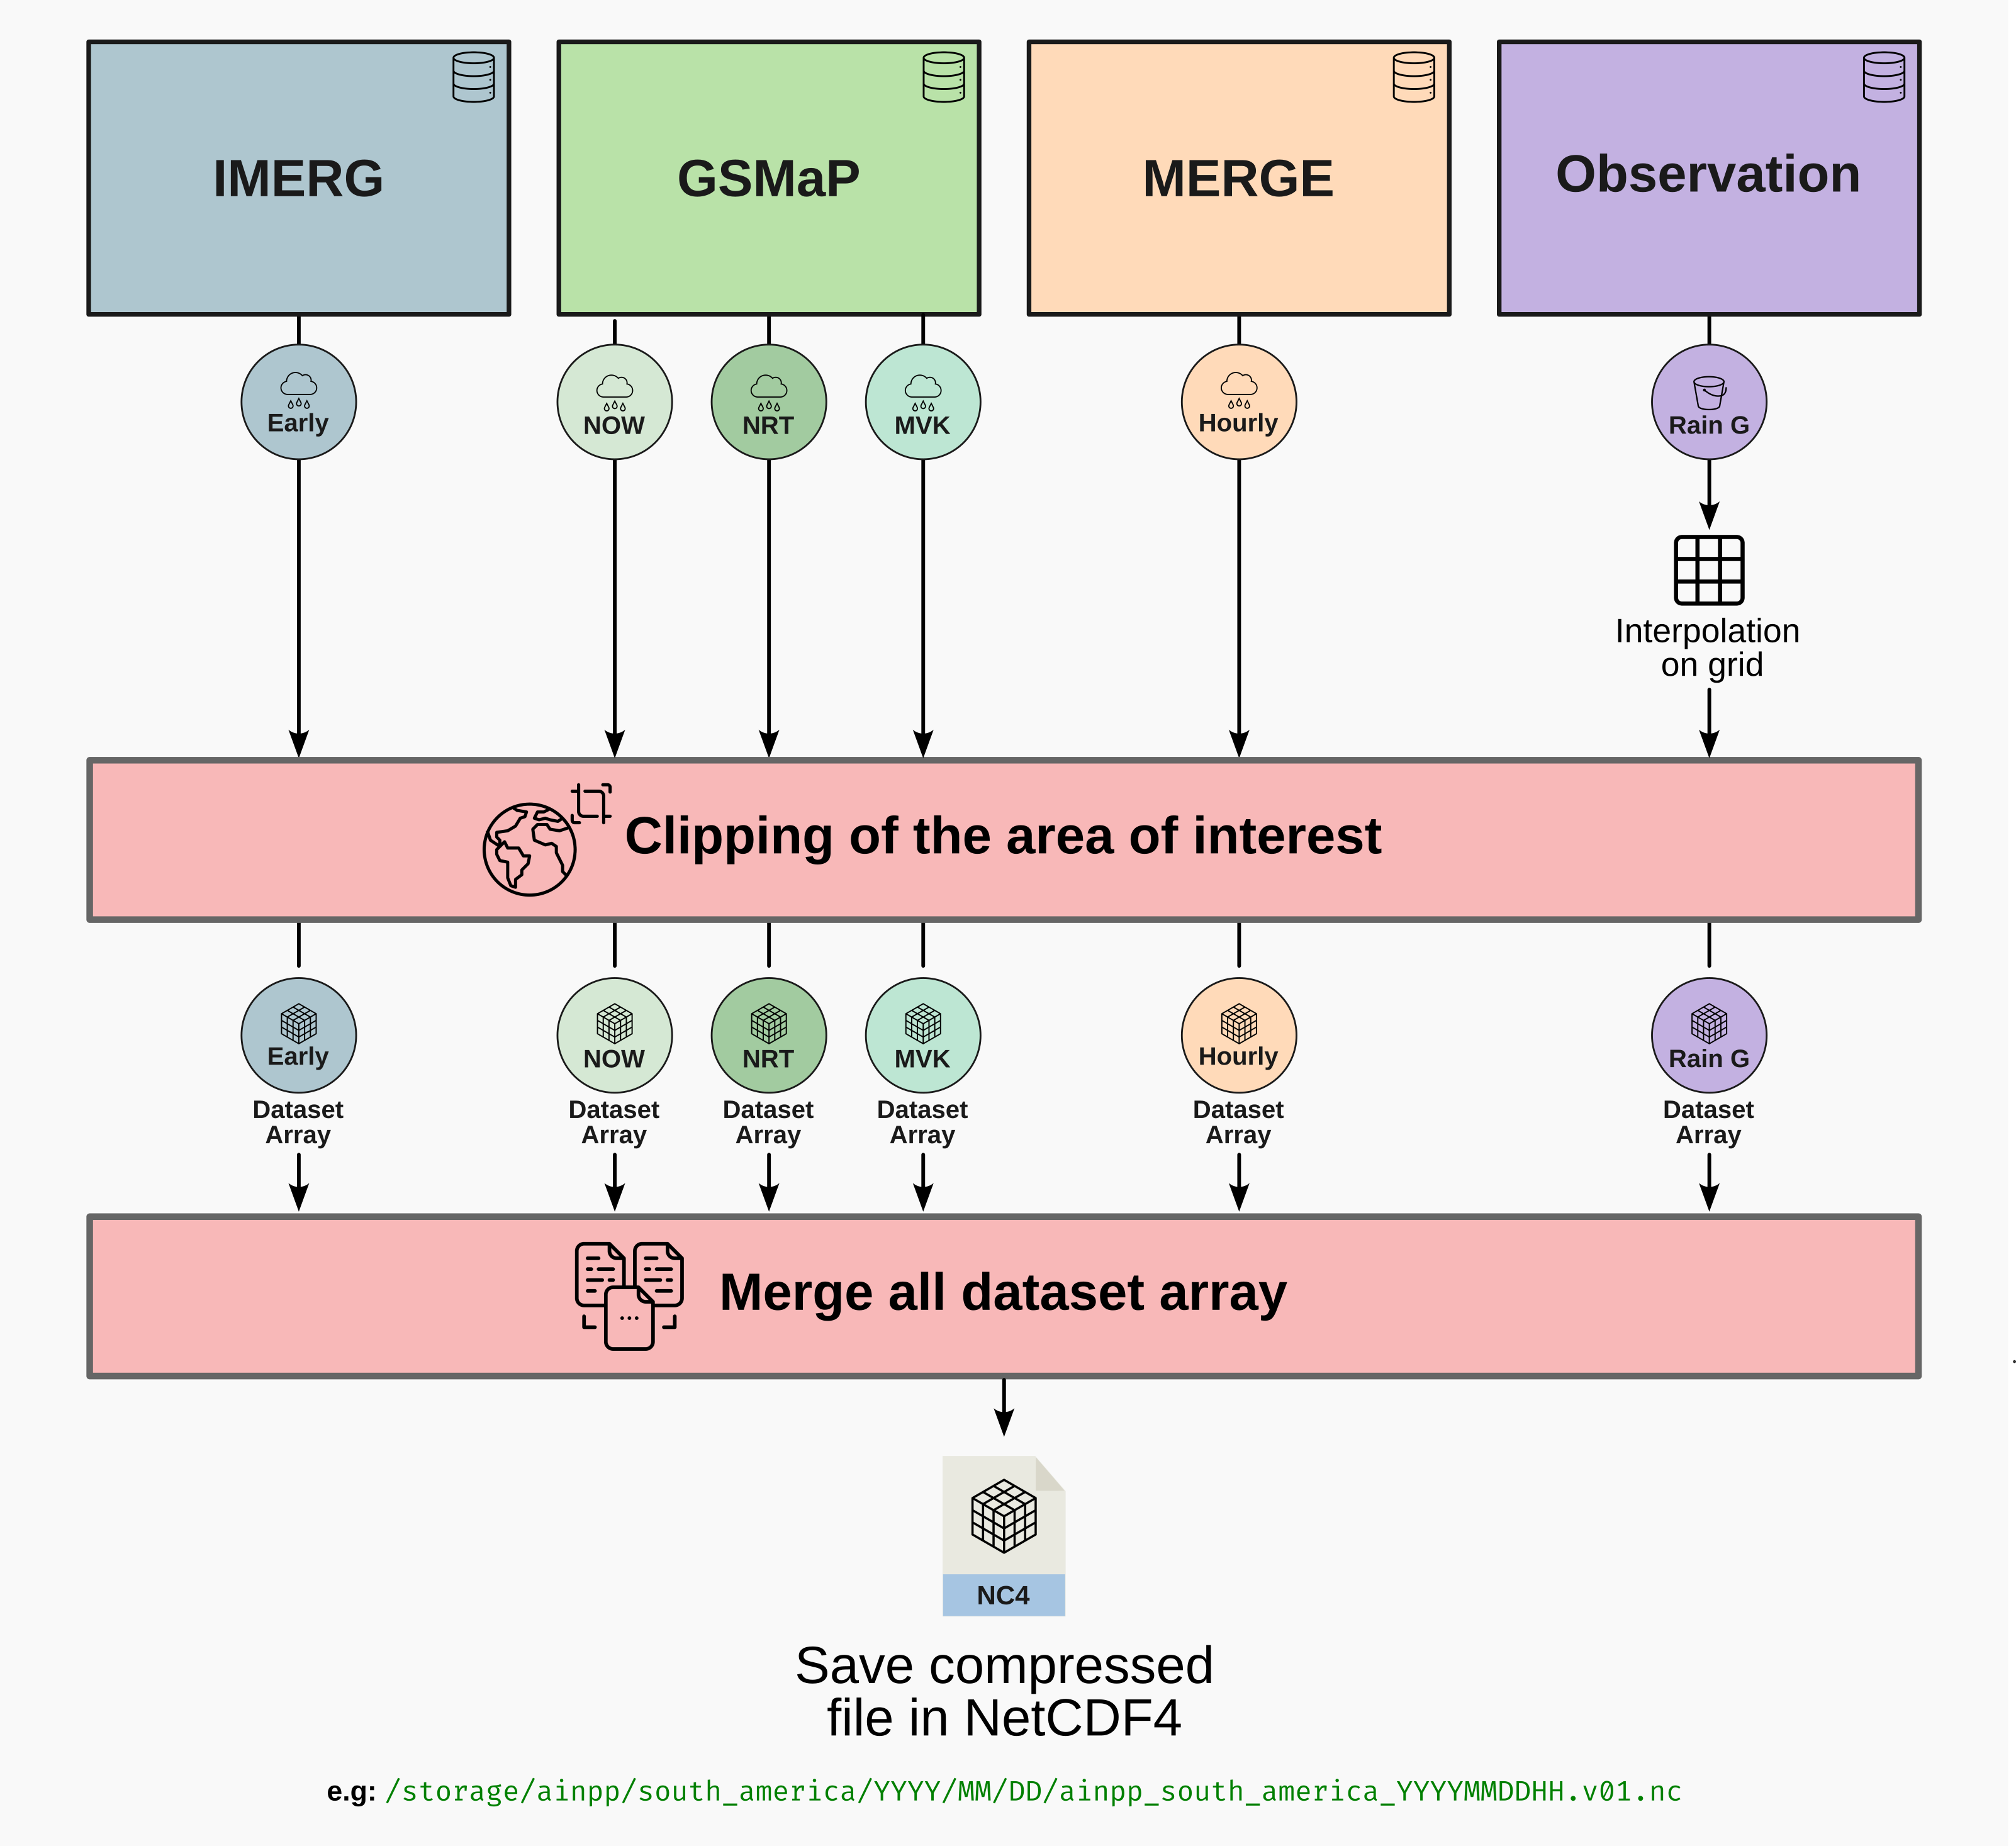 IMERG
GSMaP
MERGE
Observation
Early
NOW
NRT
MVK
Hourly
Rain G
Interpolation
on grid
Clipping of the area of interest
Early
NOW
NRT
MVK
Hourly
Rain G
Dataset
Array
Dataset
Array
Dataset
Array
Dataset
Array
Dataset
Array
Dataset
Array
Merge all dataset array
NC4
Save compressed
file in NetCDF4
e.g: /storage/ainpp/south_america/YYYY/MM/DD/ainpp_south_america_YYYYMMDDHH.v01.nc